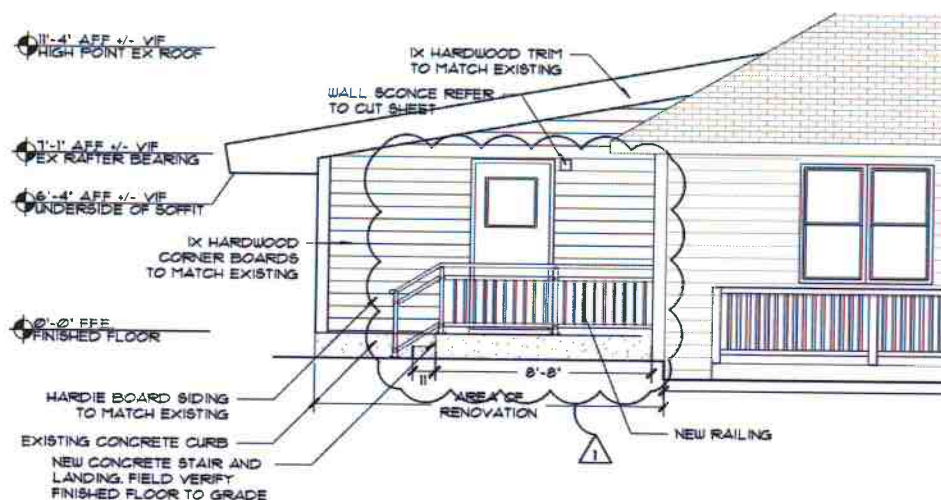 11'-4" AFF +/- VIF
HIGH POINT EX ROOF
1X HARDWOOD TRIM
TO MATCH EXISTING
WALL SCONCE REFER
TO CUT SHEET
7'-1" AFF +/- VIF
EX RAFTER BEARING
6'-4" AFF +/- VIF
UNDERSIDE OF SOFFIT
1X HARDWOOD
CORNER BOARDS
TO MATCH EXISTING
0'-0" FFE
FINISHED FLOOR
11
8'-8"
HARDIE BOARD SIDING
TO MATCH EXISTING
AREA OF
RENOVATION
EXISTING CONCRETE CURB
NEW RAILING
1
NEW CONCRETE STAIR AND
LANDING. FIELD VERIFY
FINISHED FLOOR TO GRADE